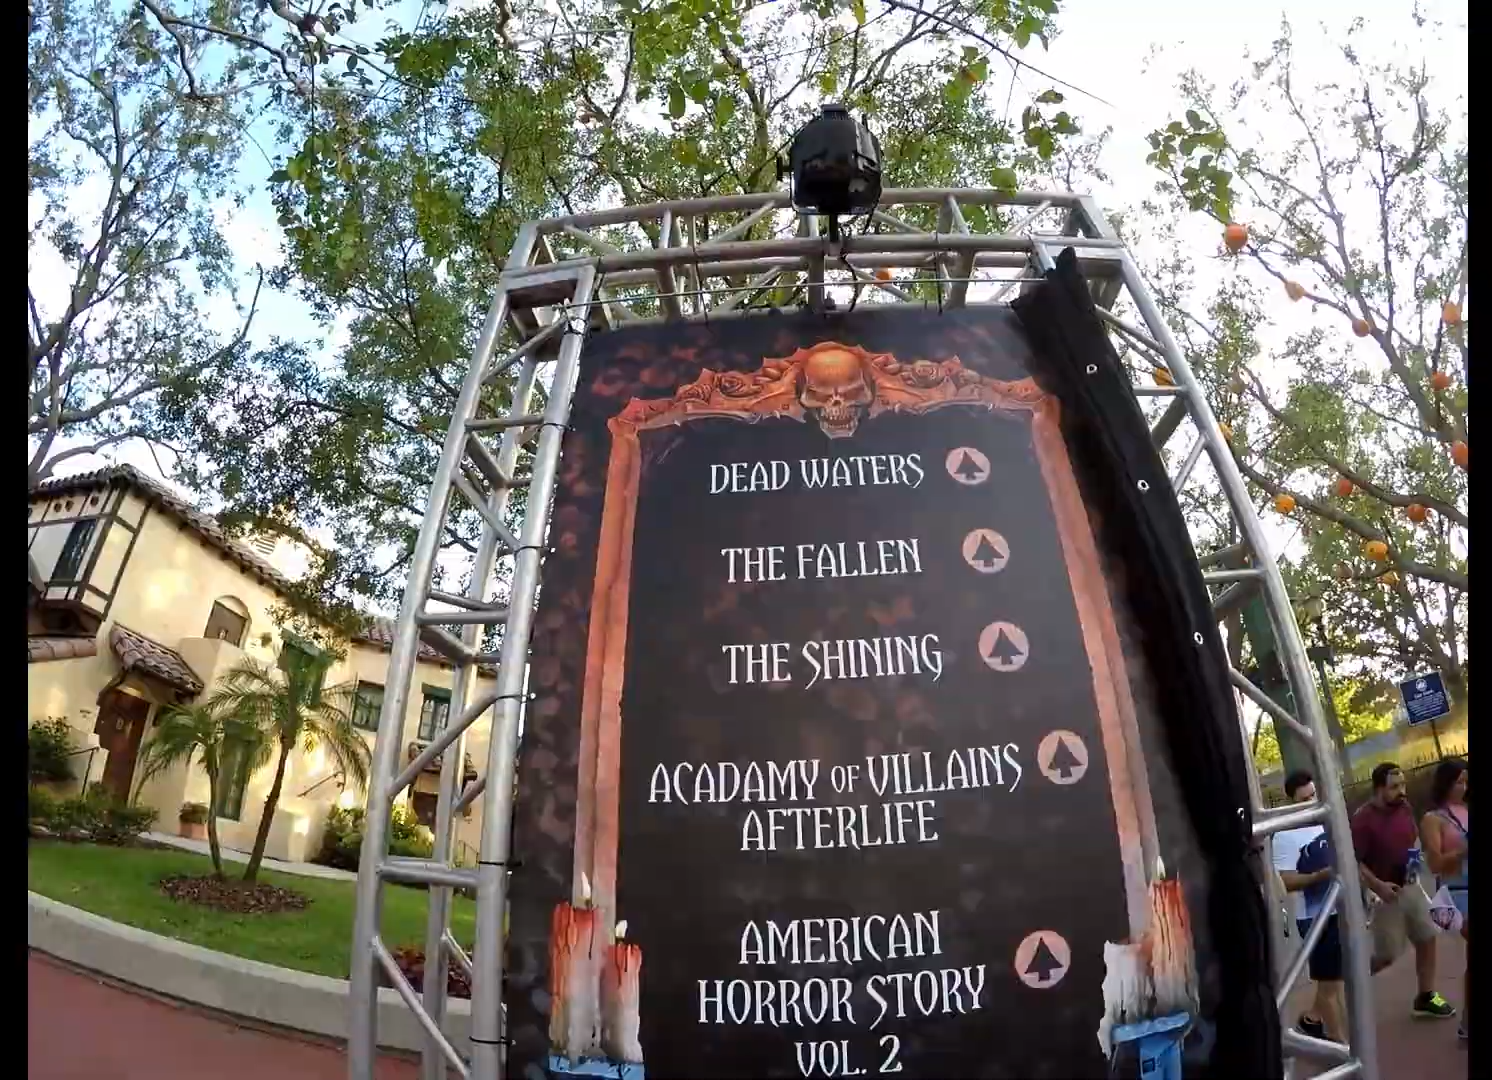 DEAD WATERS
THE FALLEN
THE SHINING
ACADAMY OF VILLAINS
AFTERLIFE
AMERICAN
HORROR STORY
VOL. 2